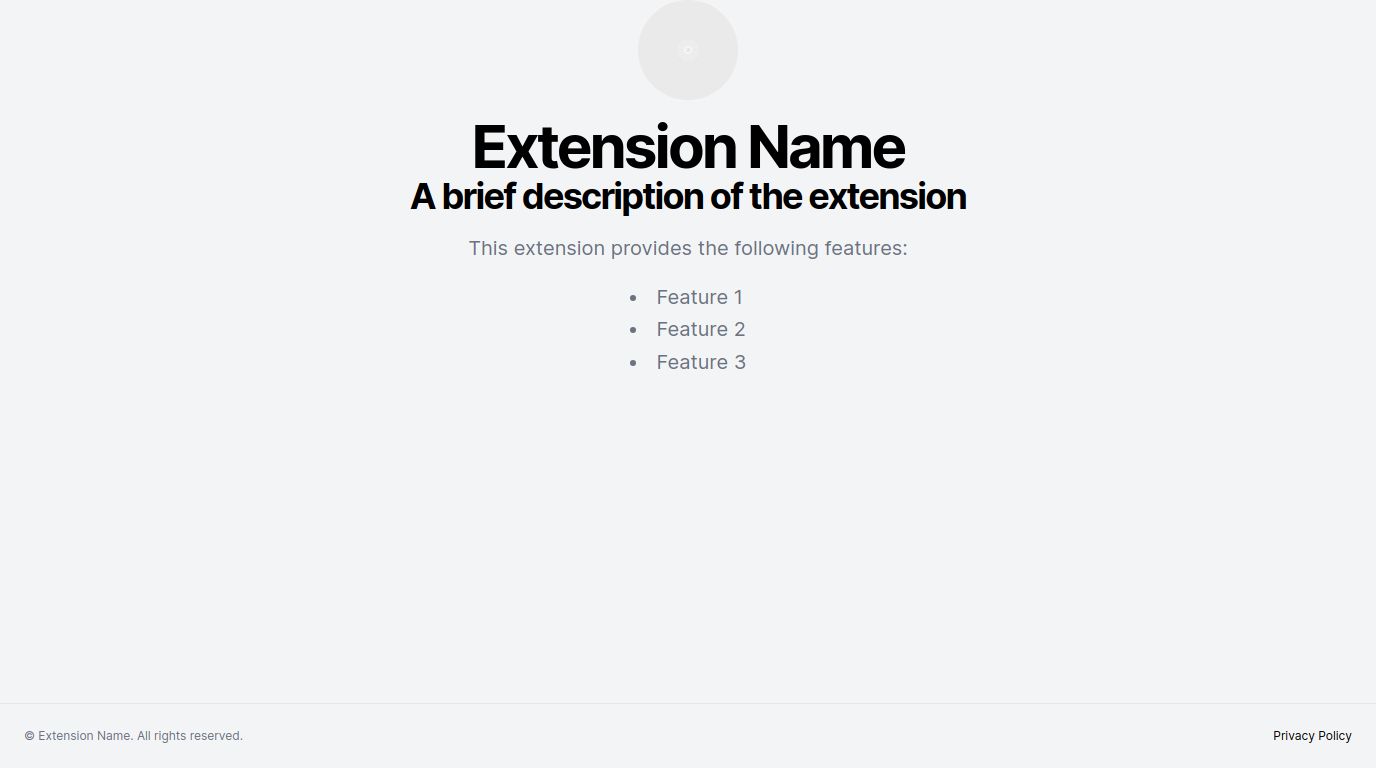 Extension Name
A brief description of the extension
This extension provides the following features:
• Feature 1
• Feature 2
• Feature 3
© Extension Name. All rights reserved.
Privacy Policy